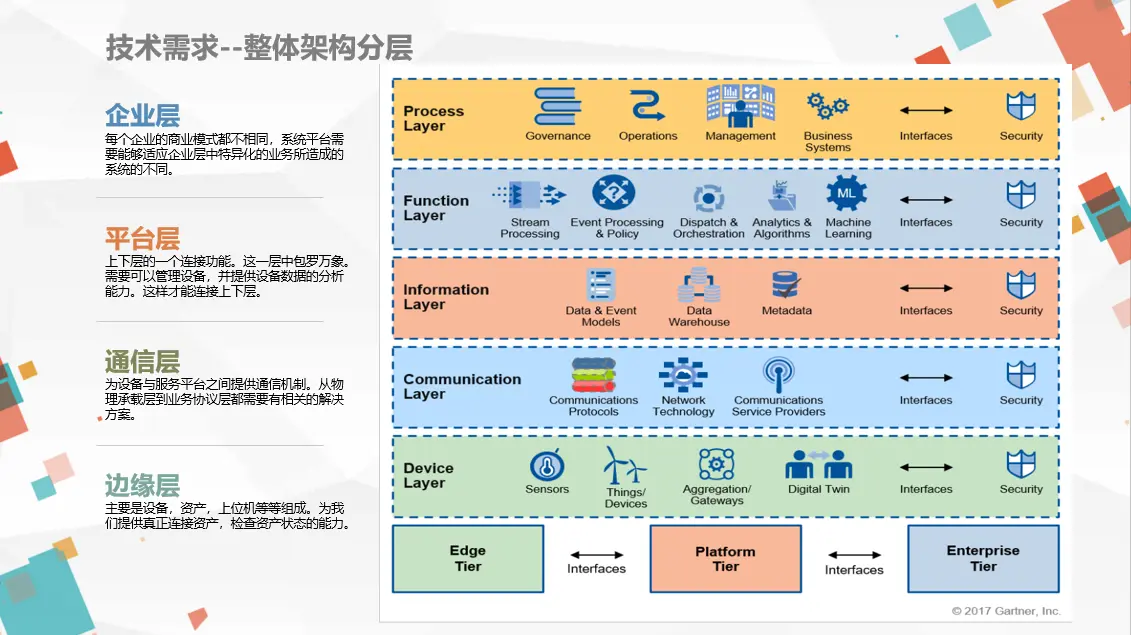 技术需求--整体架构分层
企业层
每个企业的商业模式都不相同，系统平台需
要能够适应企业层中特异化的业务所造成的
系统的不同。
平台层
上下层的一个连接功能。这一层中包罗万象。
需要可以管理设备，并提供设备数据的分析
能力。这样才能连接上下层。
通信层
为设备与服务平台之间提供通信机制。从物
理承载层到业务协议层都需要有相关的解决
方案。
边缘层
主要是设备，资产，上位机等等组成。为我
们提供真正连接资产，检查资产状态的能力。
Process
Layer
Governance
Operations
Management
Business
Systems
Interfaces
Security
Function
Layer
Stream
Processing
Event Processing
& Policy
Dispatch &
Orchestration
Analytics &
Algorithms
ML
Machine
Learning
Interfaces
Security
Information
Layer
Data & Event
Models
Data
Warehouse
Metadata
Interfaces
Security
Communication
Layer
Communications
Protocols
Network
Technology
Communications
Service Providers
Interfaces
Security
Device
Layer
Sensors
Things/
Devices
Aggregation/
Gateways
Digital Twin
Interfaces
Security
Edge
Tier
Interfaces
Platform
Tier
Interfaces
Enterprise
Tier
© 2017 Gartner, Inc.